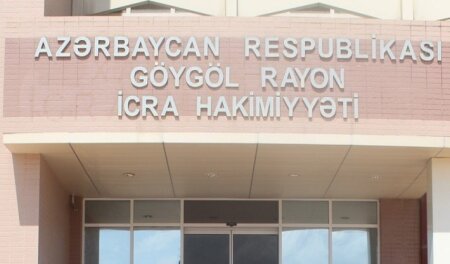 AZƏRBAYCAN RESPUBLİKASI
GÖYGÖL RAYON
İCRA HAKİMİYYƏTİ